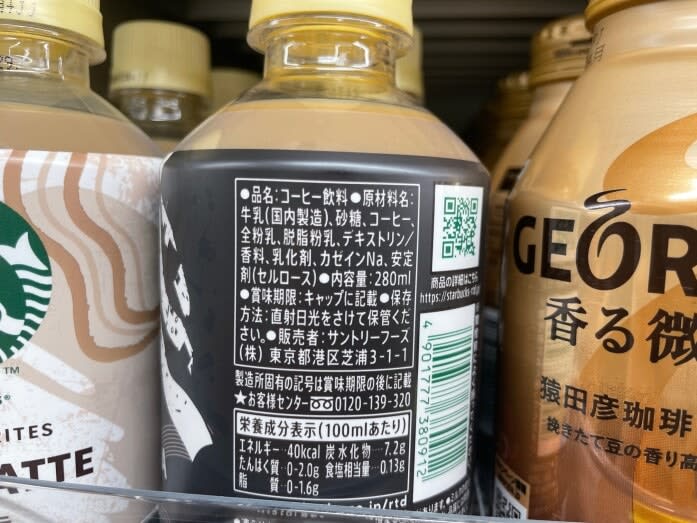 ●品名:コーヒー飲料●原材料名:
牛乳(国内製造)、砂糖、コーヒー、
全粉乳、脱脂粉乳、デキストリン/
香料、乳化剤、カゼインNa、安定
剤(セルロース)●内容量:280ml
●賞味期限:キャップに記載●保存
方法:直射日光をさけて保管くだ
さい。●販売者:サントリーフーズ
(株) 東京都港区芝浦3-1-1
製造所固有の記号は賞味期限の後に記載
★お客様センター 0120-139-320
栄養成分表示(100mlあたり)
エネルギー…40kcal 炭水化物…7.2g
たんぱく質…0-2.0g 食塩相当量…0.13g
脂 質…0-1.6g
商品の詳細はこちら
https://starbucks-rtd.
4 901777 380912
TM
RITES
ATTE
GEOR
香る微
猿田彦珈琲
挽きたて豆の香り高